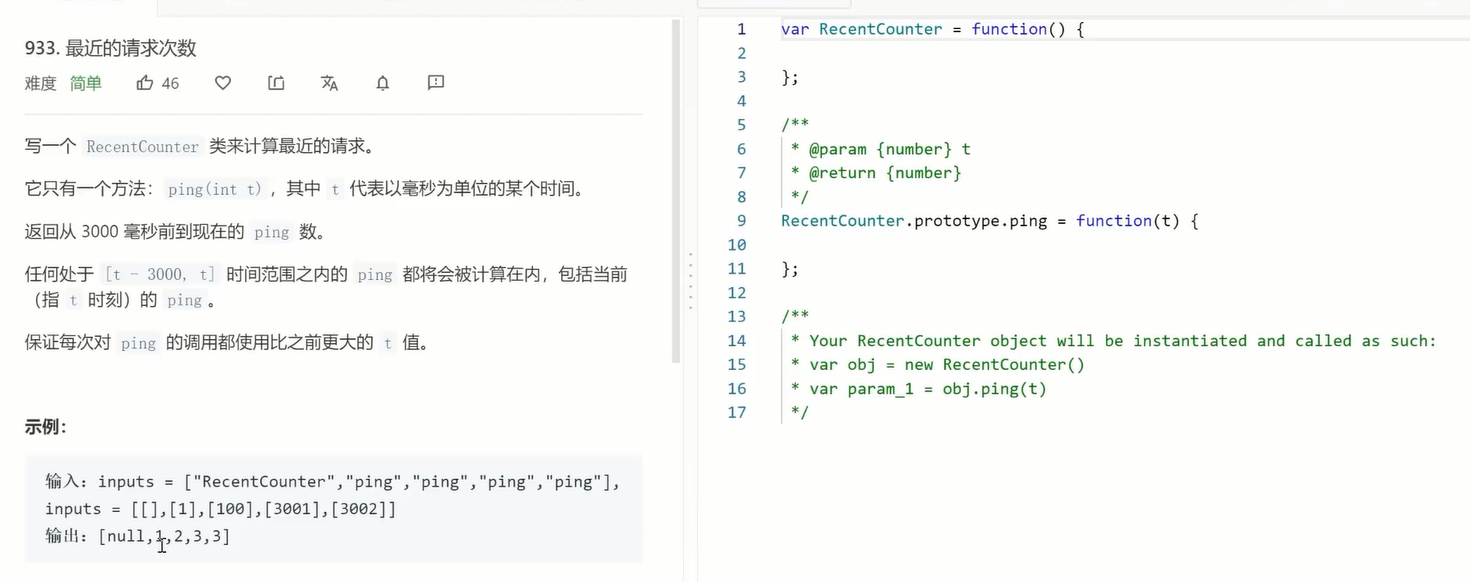 933. 最近的请求次数
难度 简单 46
写一个 RecentCounter 类来计算最近的请求。
它只有一个方法：ping(int t)，其中 t 代表以毫秒为单位的某个时间。
返回从 3000 毫秒前到现在的 ping 数。
任何处于 [t - 3000, t] 时间范围之内的 ping 都将会被计算在内，包括当前
（指 t 时刻）的 ping。
保证每次对 ping 的调用都使用比之前更大的 t 值。
示例：
输入：inputs = ["RecentCounter","ping","ping","ping","ping"],
inputs = [[],[1],[100],[3001],[3002]]
输出：[null,1,2,3,3]
1 var RecentCounter = function() {
2
3 };
4
5 /**
6 * @param {number} t
7 * @return {number}
8 */
9 RecentCounter.prototype.ping = function(t) {
10
11 };
12
13 /**
14 * Your RecentCounter object will be instantiated and called as such:
15 * var obj = new RecentCounter()
16 * var param_1 = obj.ping(t)
17 */